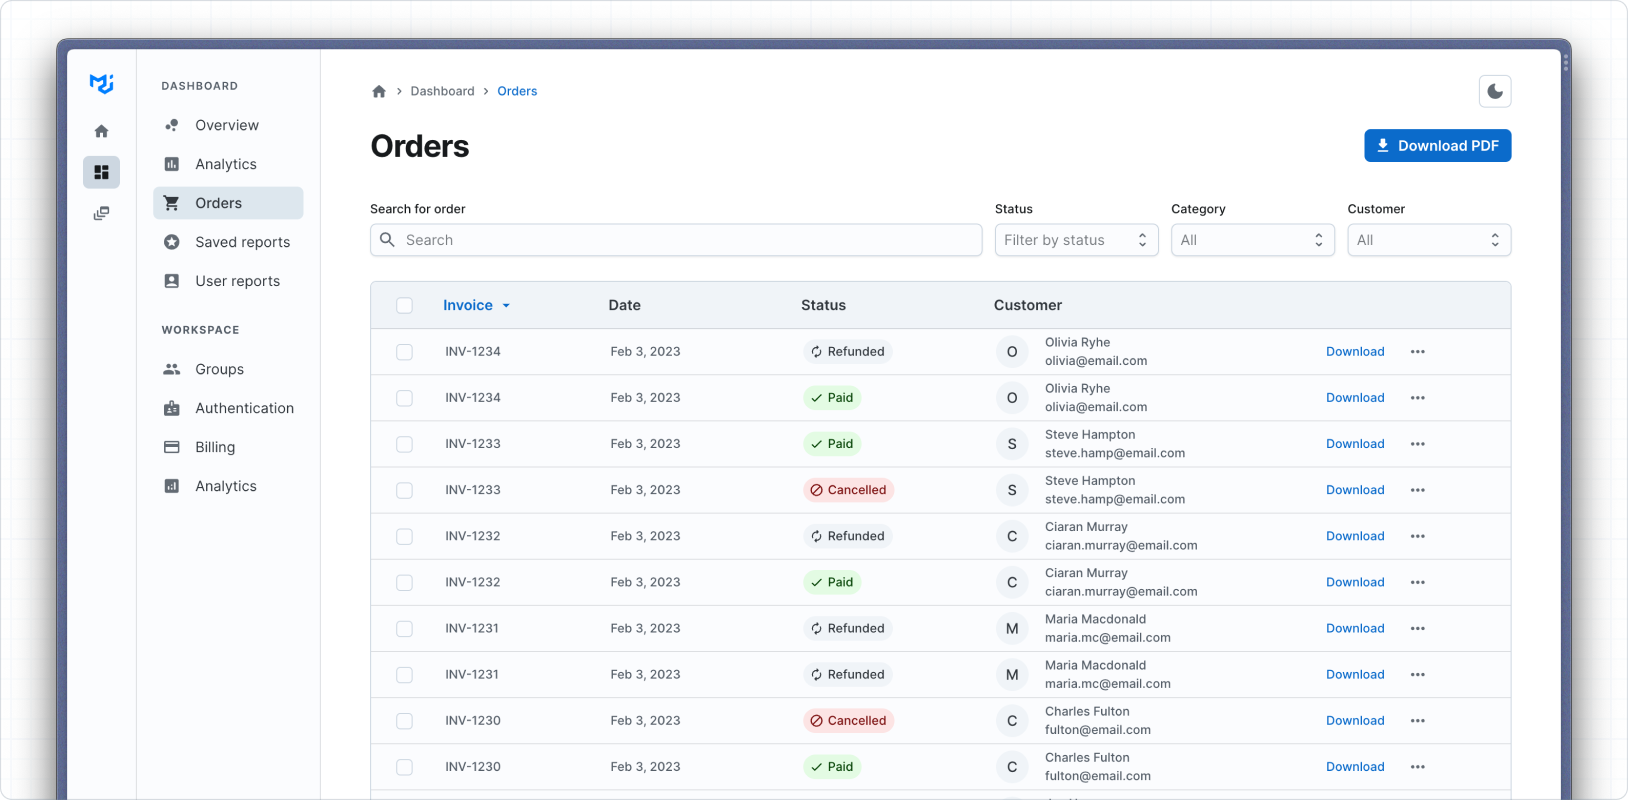 DASHBOARD
Overview
Analytics
Orders
Saved reports
User reports
WORKSPACE
Groups
Authentication
Billing
Analytics
Dashboard Orders
Orders
Download PDF
Search for order Status Category Customer
Search Filter by status All All
Invoice Date Status Customer
INV-1234 Feb 3, 2023 Refunded O Olivia Ryhe Download
olivia@email.com
INV-1234 Feb 3, 2023 Paid O Olivia Ryhe Download
olivia@email.com
INV-1233 Feb 3, 2023 Paid S Steve Hampton Download
steve.hamp@email.com
INV-1233 Feb 3, 2023 Cancelled S Steve Hampton Download
steve.hamp@email.com
INV-1232 Feb 3, 2023 Refunded C Ciaran Murray Download
ciaran.murray@email.com
INV-1232 Feb 3, 2023 Paid C Ciaran Murray Download
ciaran.murray@email.com
INV-1231 Feb 3, 2023 Refunded M Maria Macdonald Download
maria.mc@email.com
INV-1231 Feb 3, 2023 Refunded M Maria Macdonald Download
maria.mc@email.com
INV-1230 Feb 3, 2023 Cancelled C Charles Fulton Download
fulton@email.com
INV-1230 Feb 3, 2023 Paid C Charles Fulton Download
fulton@email.com